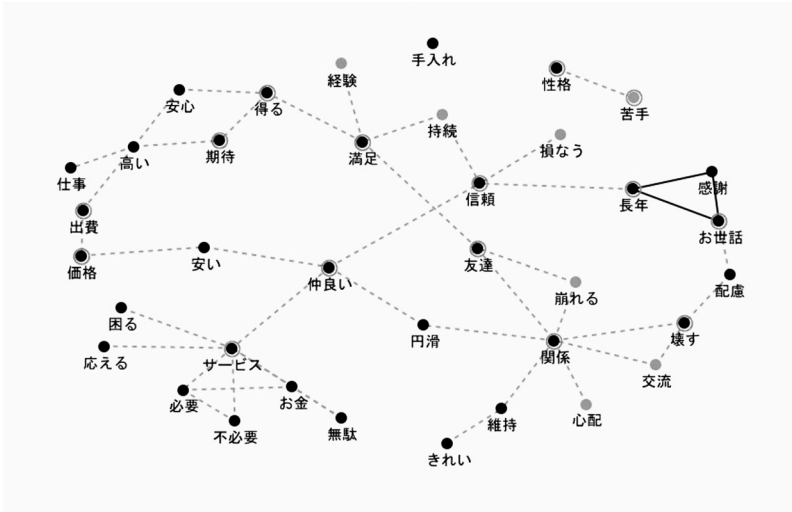 手入れ
経験
性格
安心
得る
苦手
持続
高い
期待
満足
損なう
仕事
信頼
長年
感謝
出費
お世話
価格
安い
仲良い
友達
崩れる
配慮
困る
円滑
関係
壊す
応える
サービス
交流
必要
お金
不必要
無駄
維持
心配
きれい